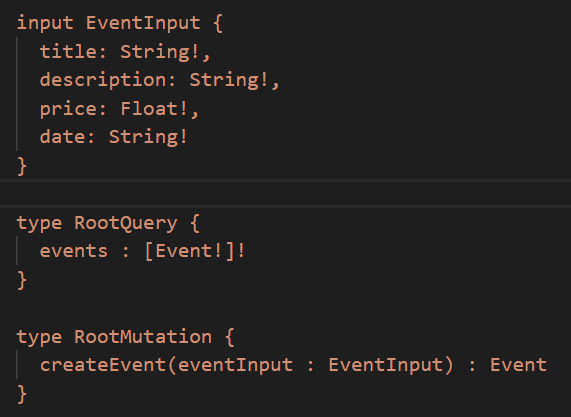 input EventInput {
  title: String!,
  description: String!,
  price: Float!,
  date: String!
}
type RootQuery {
  events : [Event!]!
}
type RootMutation {
  createEvent(eventInput : EventInput) : Event
}